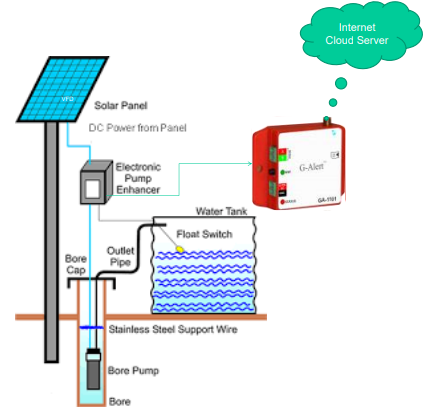 Internet
Cloud Server
VFD
Solar Panel
DC Power from Panel
Electronic
Pump
Enhancer
G-Alert
GA-1101
Water Tank
Float Switch
Outlet
Pipe
Bore
Cap
Stainless Steel Support Wire
Bore Pump
Bore